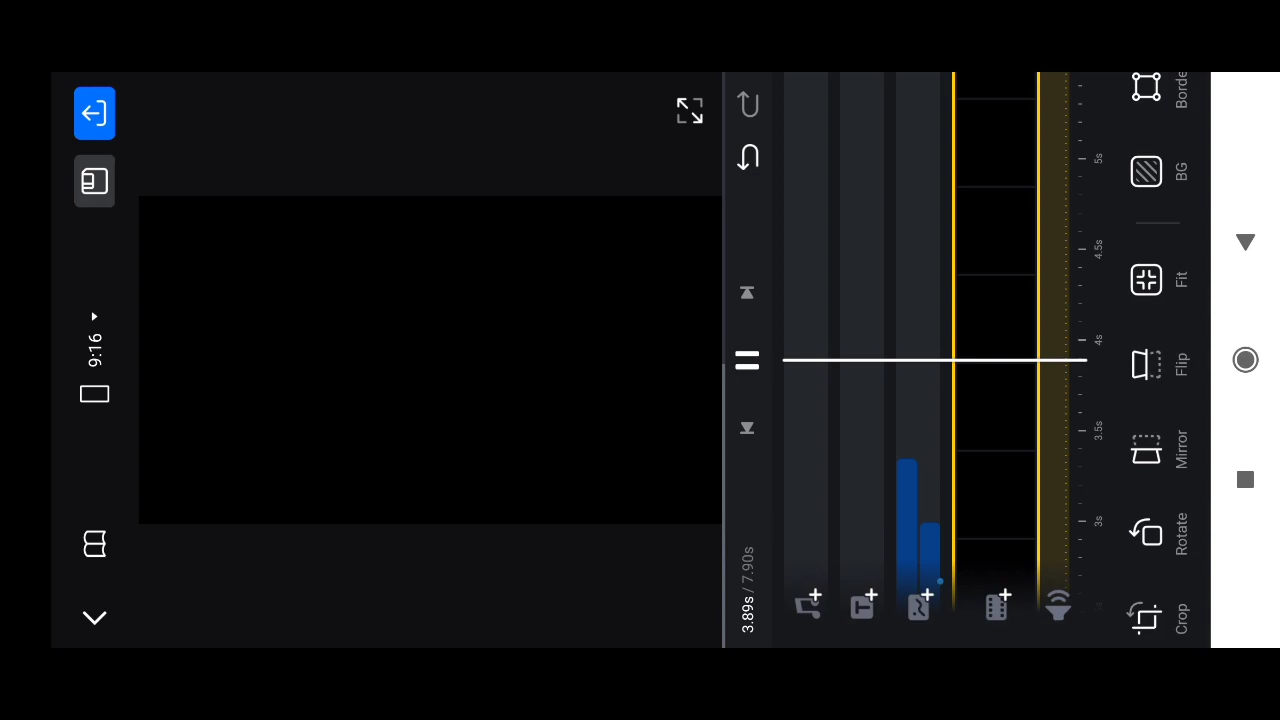 9:16
3.89s / 7.90s
3s
3.5s
4s
4.5s
5s
Crop
Rotate
Mirror
Flip
Fit
BG
Borde